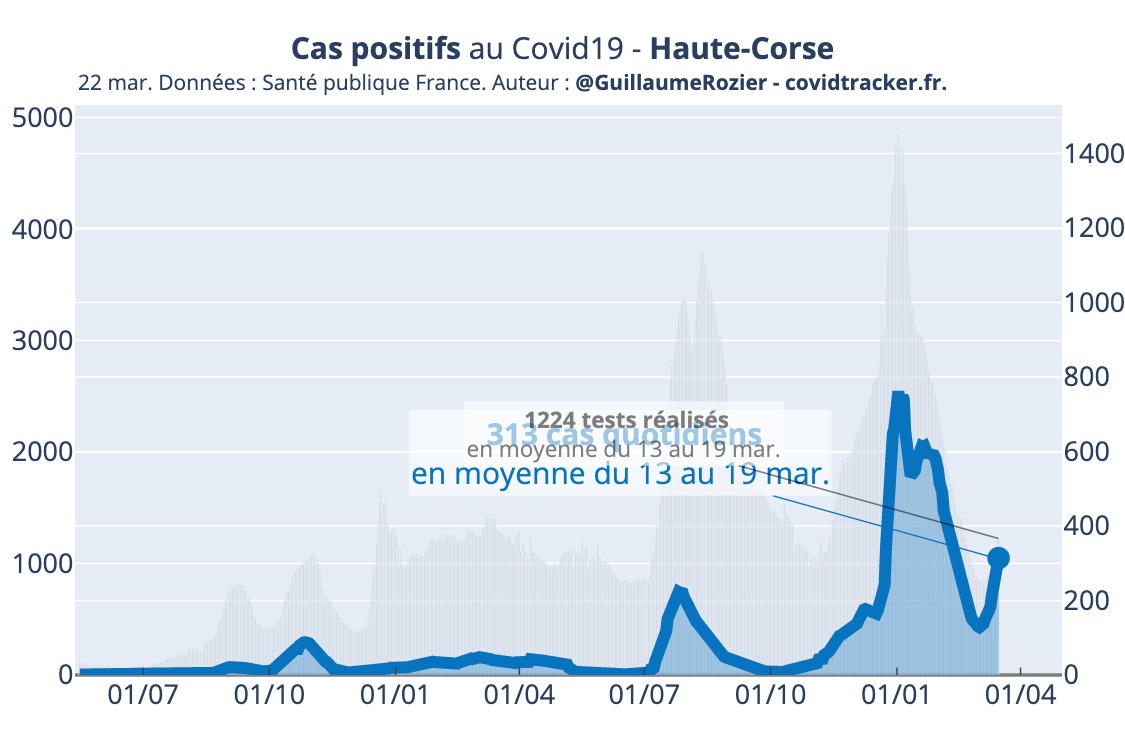 Cas positifs au Covid19 - Haute-Corse
22 mar. Données : Santé publique France. Auteur : @GuillaumeRozier - covidtracker.fr.
5000
4000
3000
2000
1000
0
1400
1200
1000
800
600
400
200
0
1224 tests réalisés
313 cas quotidiens
en moyenne du 13 au 19 mar.
en moyenne du 13 au 19 mar.
01/07 01/10 01/01 01/04 01/07 01/10 01/01 01/04